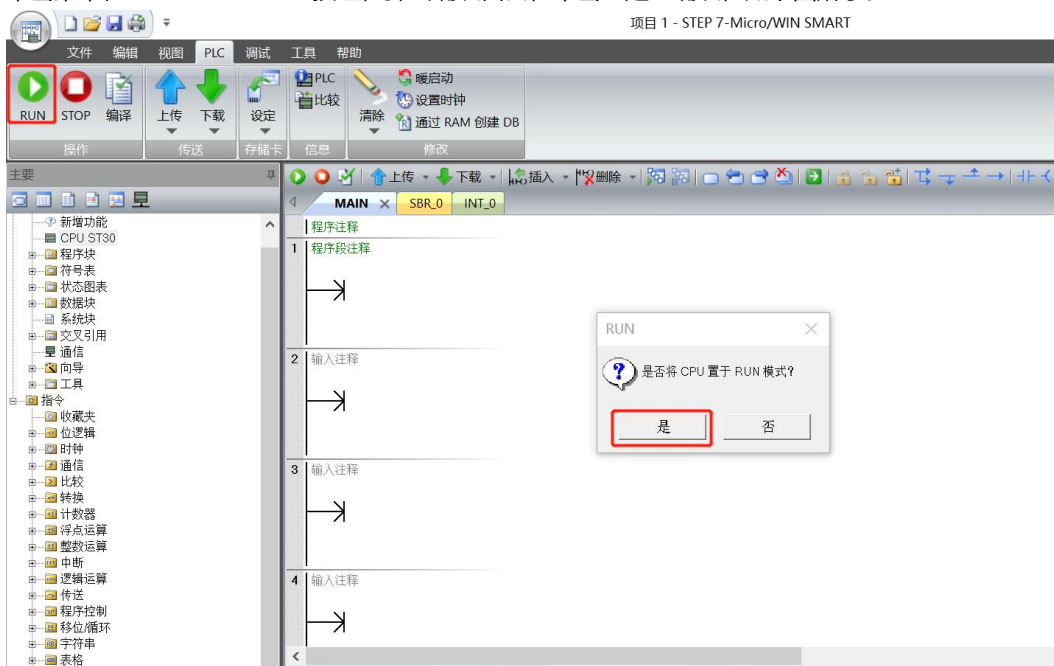 项目 1 - STEP 7-Micro/WIN SMART
文件 编辑 视图 PLC 调试 工具 帮助
RUN STOP 编译 上传 下载 设定 PLC 比较 清除 暖启动 设置时钟 通过 RAM 创建 DB
操作 传送 存储卡 信息 修改
主要
上传 下载 插入 删除
MAIN × SBR_0 INT_0
新增功能
CPU ST30
程序块
符号表
状态图表
数据块
系统块
交叉引用
通信
向导
工具
指令
收藏夹
位逻辑
时钟
通信
比较
转换
计数器
浮点运算
整数运算
中断
逻辑运算
传送
程序控制
移位/循环
字符串
表格
程序注释
1 程序段注释
2 输入注释
3 输入注释
4 输入注释
RUN
是否将 CPU 置于 RUN 模式?
是 否